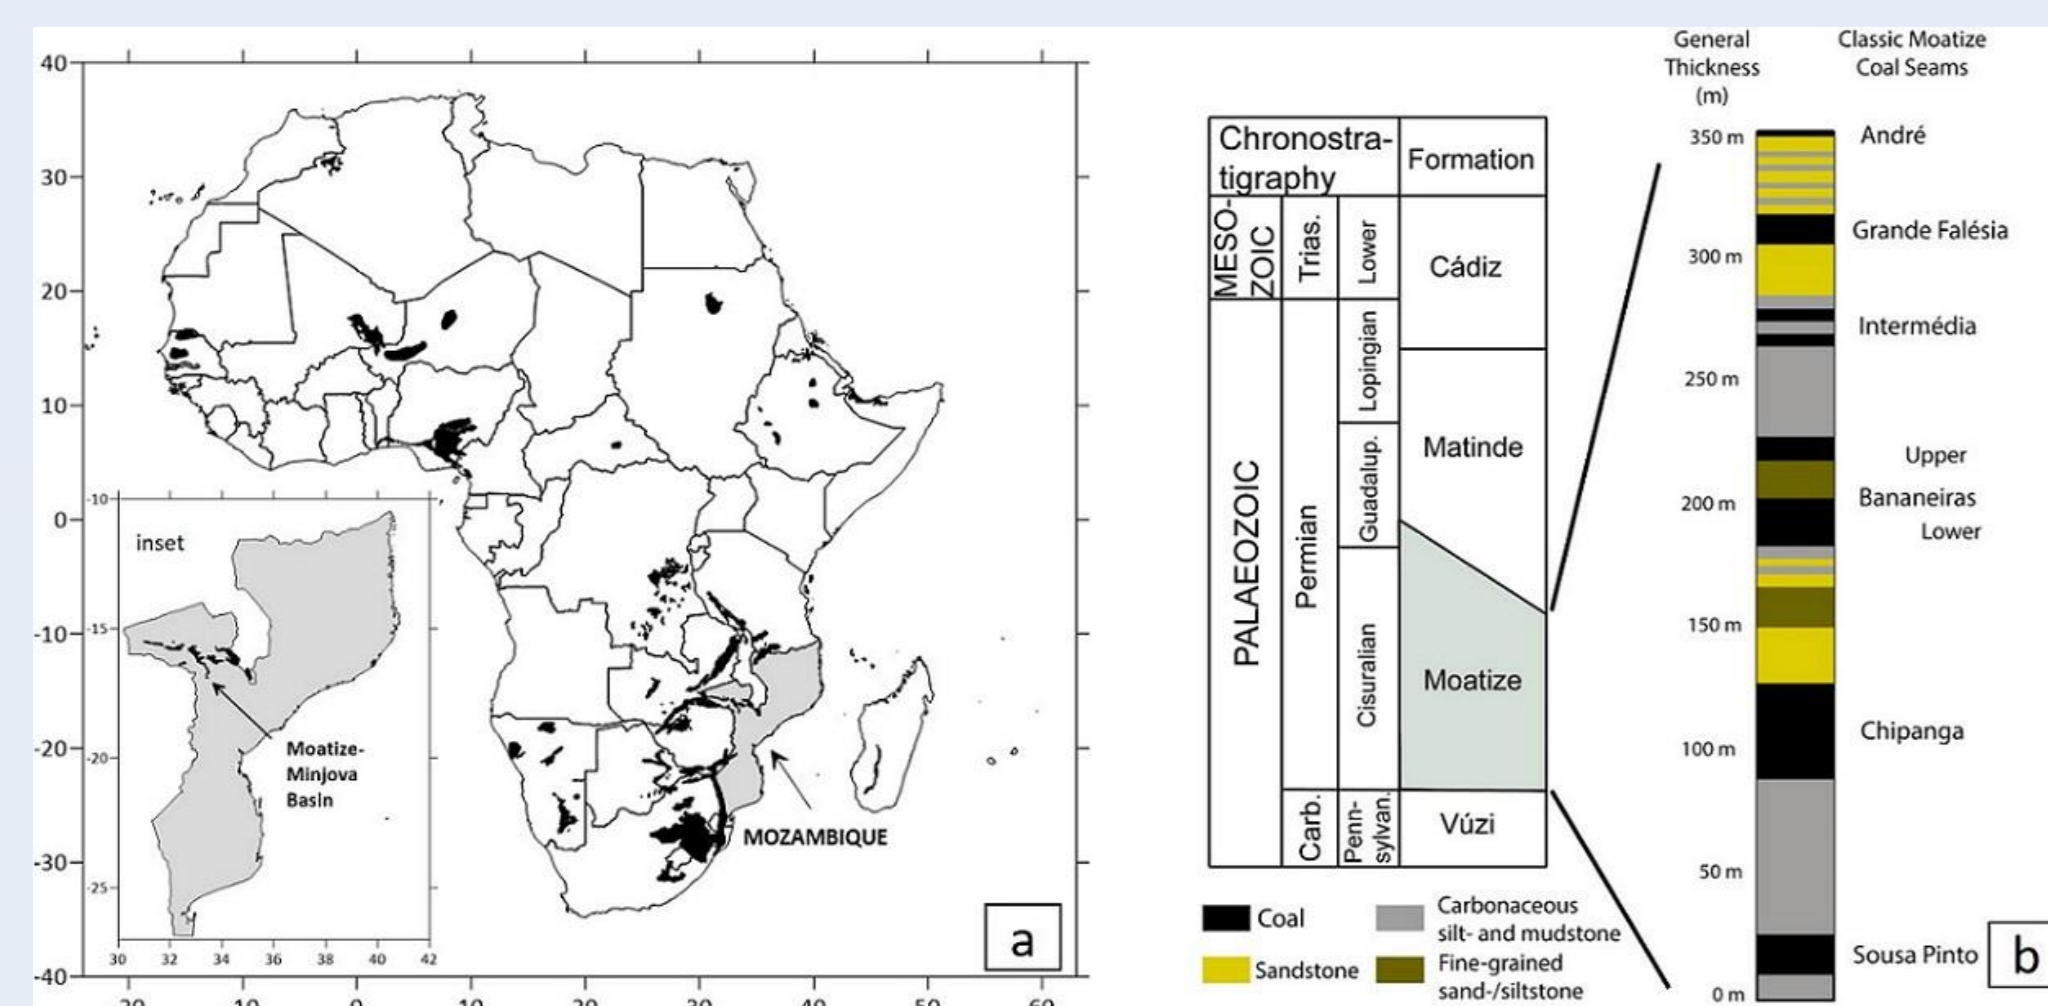 40
30
20
10
0
-10
-20
-30
-40
-20
-10
0
10
20
30
40
50
60
inset
-10
-15
-20
-25
30
32
34
36
38
40
42
Moatize-
Minjova
Basin
MOZAMBIQUE
a
Chronostra-
tigraphy
Formation
MESO-
ZOIC
Trias.
Lower
Cádiz
PALAEOZOIC
Permian
Lopingian
Guadalup.
Cisuralian
Matinde
Moatize
Carb.
Penn-
sylvan.
Vúzi
Coal
Carbonaceous
silt- and mudstone
Sandstone
Fine-grained
sand-/siltstone
General
Thickness
(m)
Classic Moatize
Coal Seams
350 m
300 m
250 m
200 m
150 m
100 m
50 m
0 m
André
Grande Falésia
Intermédia
Upper
Bananeiras
Lower
Chipanga
Sousa Pinto
b